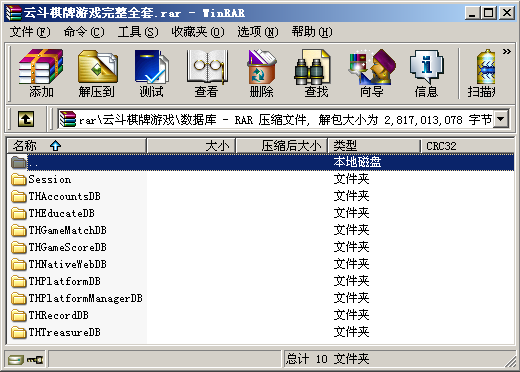 云斗棋牌游戏完整全套.rar - WinRAR
文件(F) 命令(C) 工具(S) 收藏夹(O) 选项(N) 帮助(H)
添加 解压到 测试 查看 删除 查找 向导 信息 扫描 »
rar\云斗棋牌游戏\数据库 - RAR 压缩文件, 解包大小为 2,817,013,078 字节
名称 大小 压缩后大小 类型 CRC32
.. 本地磁盘
Session 文件夹
THAccountsDB 文件夹
THEducateDB 文件夹
THGameMatchDB 文件夹
THGameScoreDB 文件夹
THNativeWebDB 文件夹
THPlatformDB 文件夹
THPlatformManagerDB 文件夹
THRecordDB 文件夹
THTreasureDB 文件夹
总计 10 文件夹